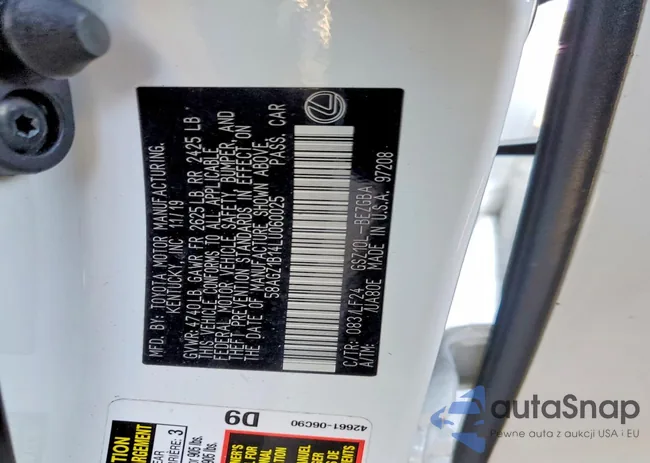 MFD. BY: TOYOTA MOTOR MANUFACTURING,
KENTUCKY, INC 11/19
GVWR: 4740LB GAWR FR 2625LB RR 2425 LB
THIS VEHICLE CONFORMS TO ALL APPLICABLE
FEDERAL MOTOR VEHICLE SAFETY, BUMPER, AND
THEFT PREVENTION STANDARDS IN EFFECT ON
THE DATE OF MANUFACTURE SHOWN ABOVE.
58AGZ1B14LU060025 PASS. CAR
C/TR: 083/LF24 GSZ10L-BEZGBA
A/TM: /UA80E MADE IN U.S.A. 97208
42661-06C90
D9
autoSnap
Pewne auta z aukcji USA i EU